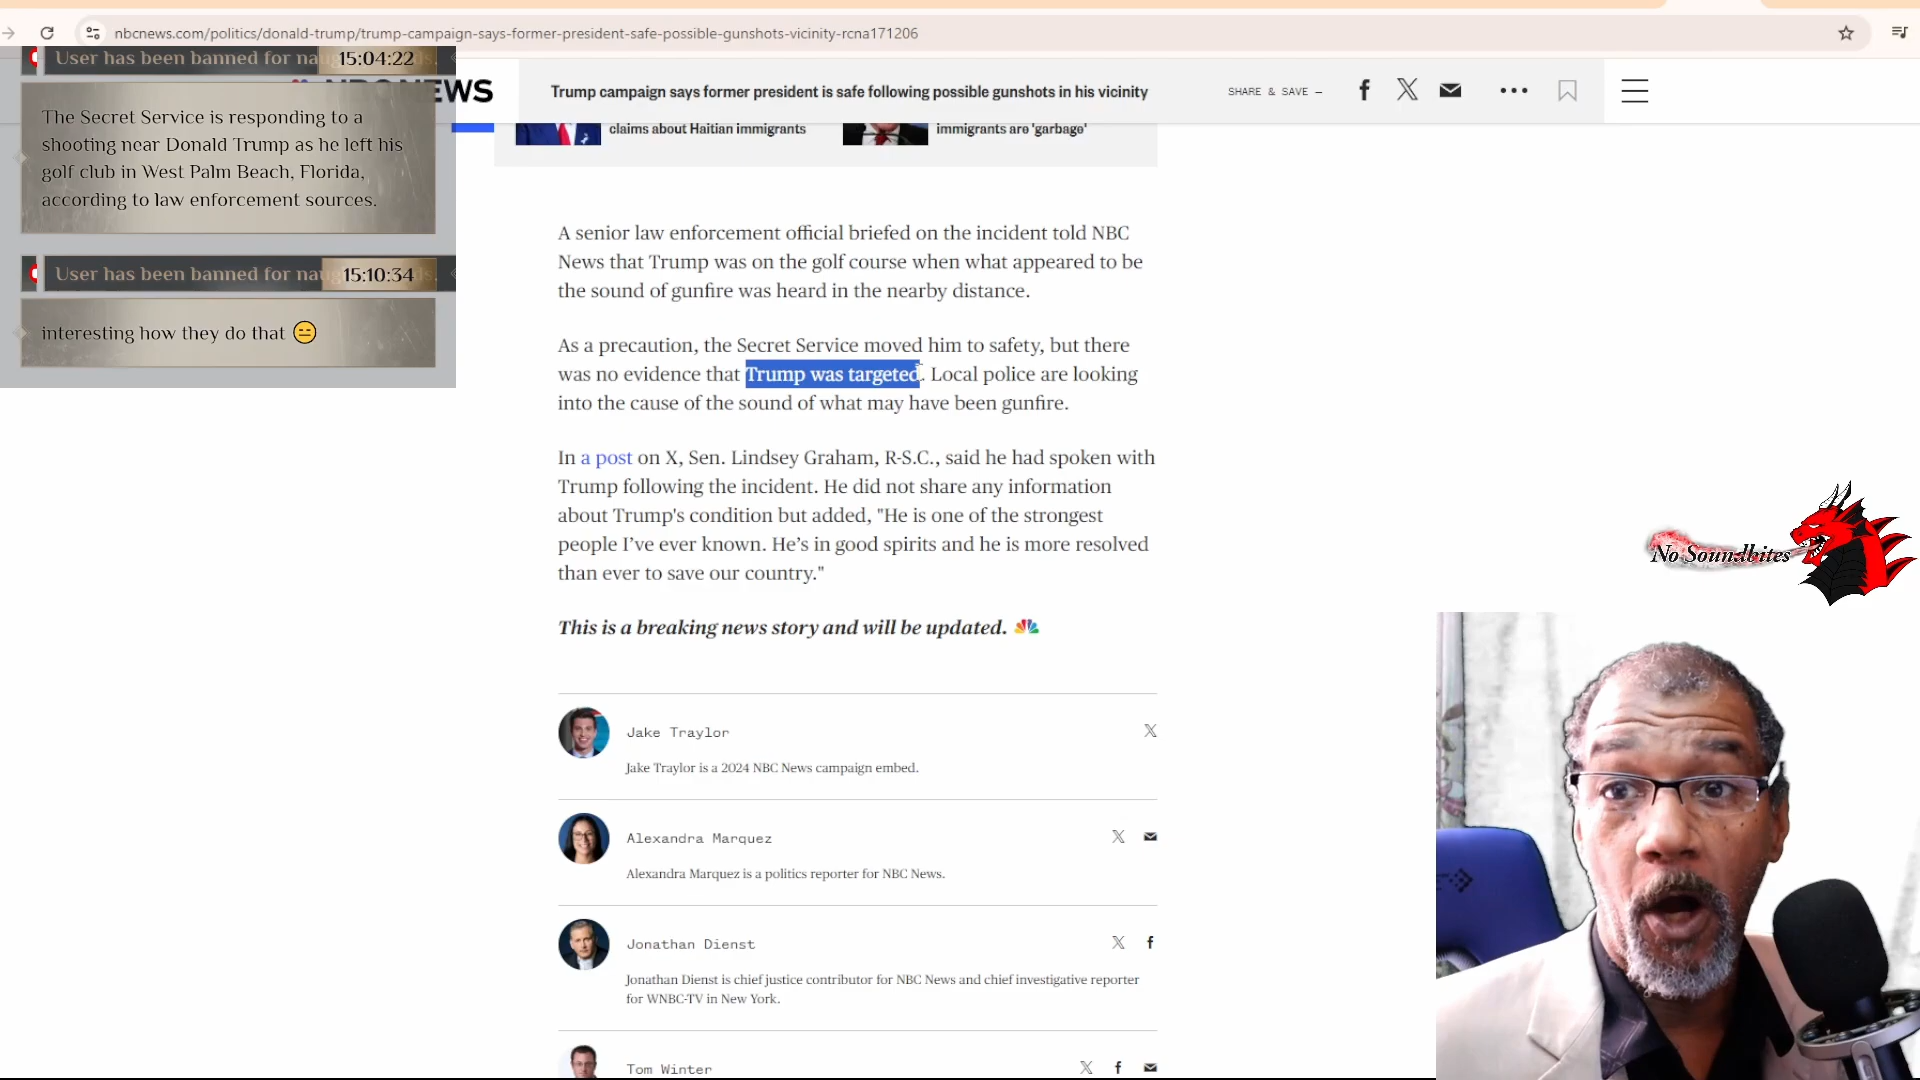 nbcnews.com/politics/donald-trump/trump-campaign-says-former-president-safe-possible-gunshots-vicinity-rcna171206
User has been banned for nau
15:04:22
The Secret Service is responding to a
shooting near Donald Trump as he left his
golf club in West Palm Beach, Florida,
according to law enforcement sources.
User has been banned for nau
15:10:34
interesting how they do that 😑
NBC NEWS
Trump campaign says former president is safe following possible gunshots in his vicinity
SHARE & SAVE —
claims about Haitian immigrants
immigrants are 'garbage'
A senior law enforcement official briefed on the incident told NBC
News that Trump was on the golf course when what appeared to be
the sound of gunfire was heard in the nearby distance.
As a precaution, the Secret Service moved him to safety, but there
was no evidence that Trump was targeted. Local police are looking
into the cause of the sound of what may have been gunfire.
In a post on X, Sen. Lindsey Graham, R-S.C., said he had spoken with
Trump following the incident. He did not share any information
about Trump's condition but added, "He is one of the strongest
people I've ever known. He's in good spirits and he is more resolved
than ever to save our country."
This is a breaking news story and will be updated.
Jake Traylor
Jake Traylor is a 2024 NBC News campaign embed.
Alexandra Marquez
Alexandra Marquez is a politics reporter for NBC News.
Jonathan Dienst
Jonathan Dienst is chief justice contributor for NBC News and chief investigative reporter
for WNBC-TV in New York.
Tom Winter
No Soundbites